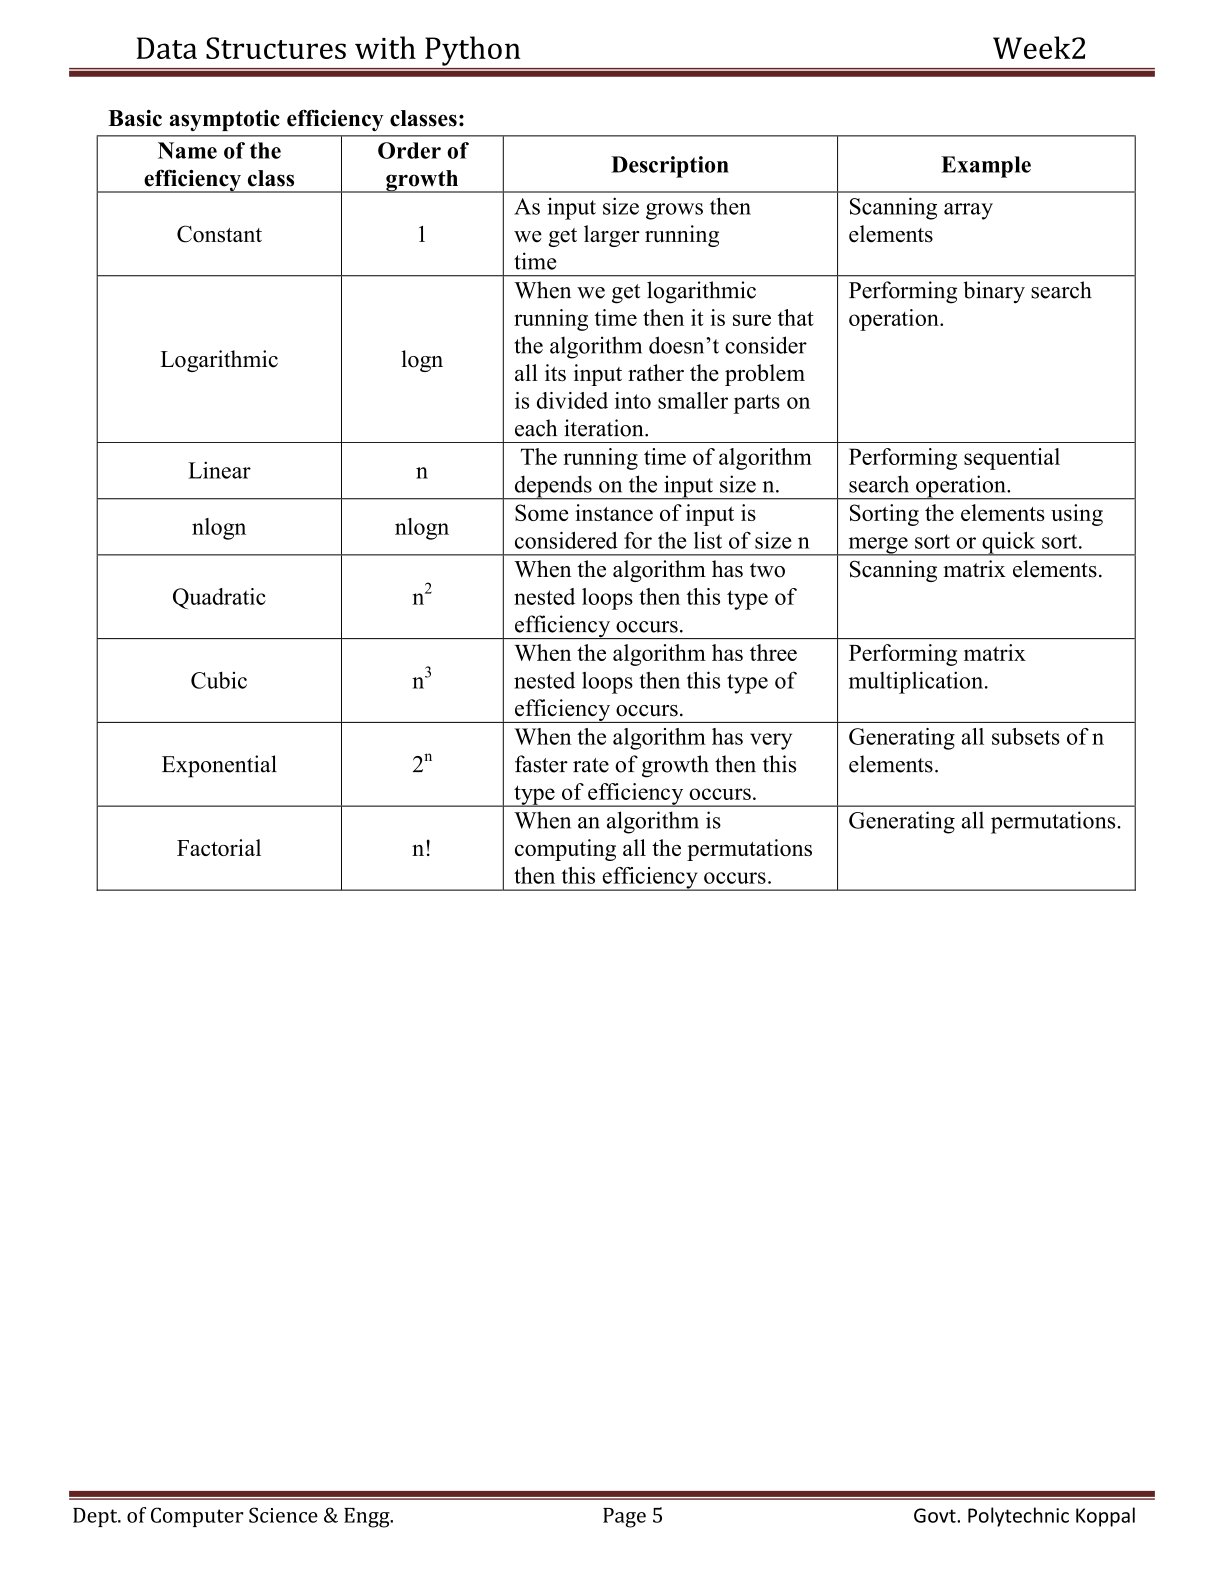 Data Structures with Python Week2
Basic asymptotic efficiency classes:
Name of the
efficiency class
Order of
growth
Description
Example
Constant
1
As input size grows then
we get larger running
time
Scanning array
elements
Logarithmic
logn
When we get logarithmic
running time then it is sure that
the algorithm doesn’t consider
all its input rather the problem
is divided into smaller parts on
each iteration.
Performing binary search
operation.
Linear
n
The running time of algorithm
depends on the input size n.
Performing sequential
search operation.
nlogn
nlogn
Some instance of input is
considered for the list of size n
Sorting the elements using
merge sort or quick sort.
Quadratic
n²
When the algorithm has two
nested loops then this type of
efficiency occurs.
Scanning matrix elements.
Cubic
n³
When the algorithm has three
nested loops then this type of
efficiency occurs.
Performing matrix
multiplication.
Exponential
2ⁿ
When the algorithm has very
faster rate of growth then this
type of efficiency occurs.
Generating all subsets of n
elements.
Factorial
n!
When an algorithm is
computing all the permutations
then this efficiency occurs.
Generating all permutations.
Dept. of Computer Science & Engg. Page 5 Govt. Polytechnic Koppal